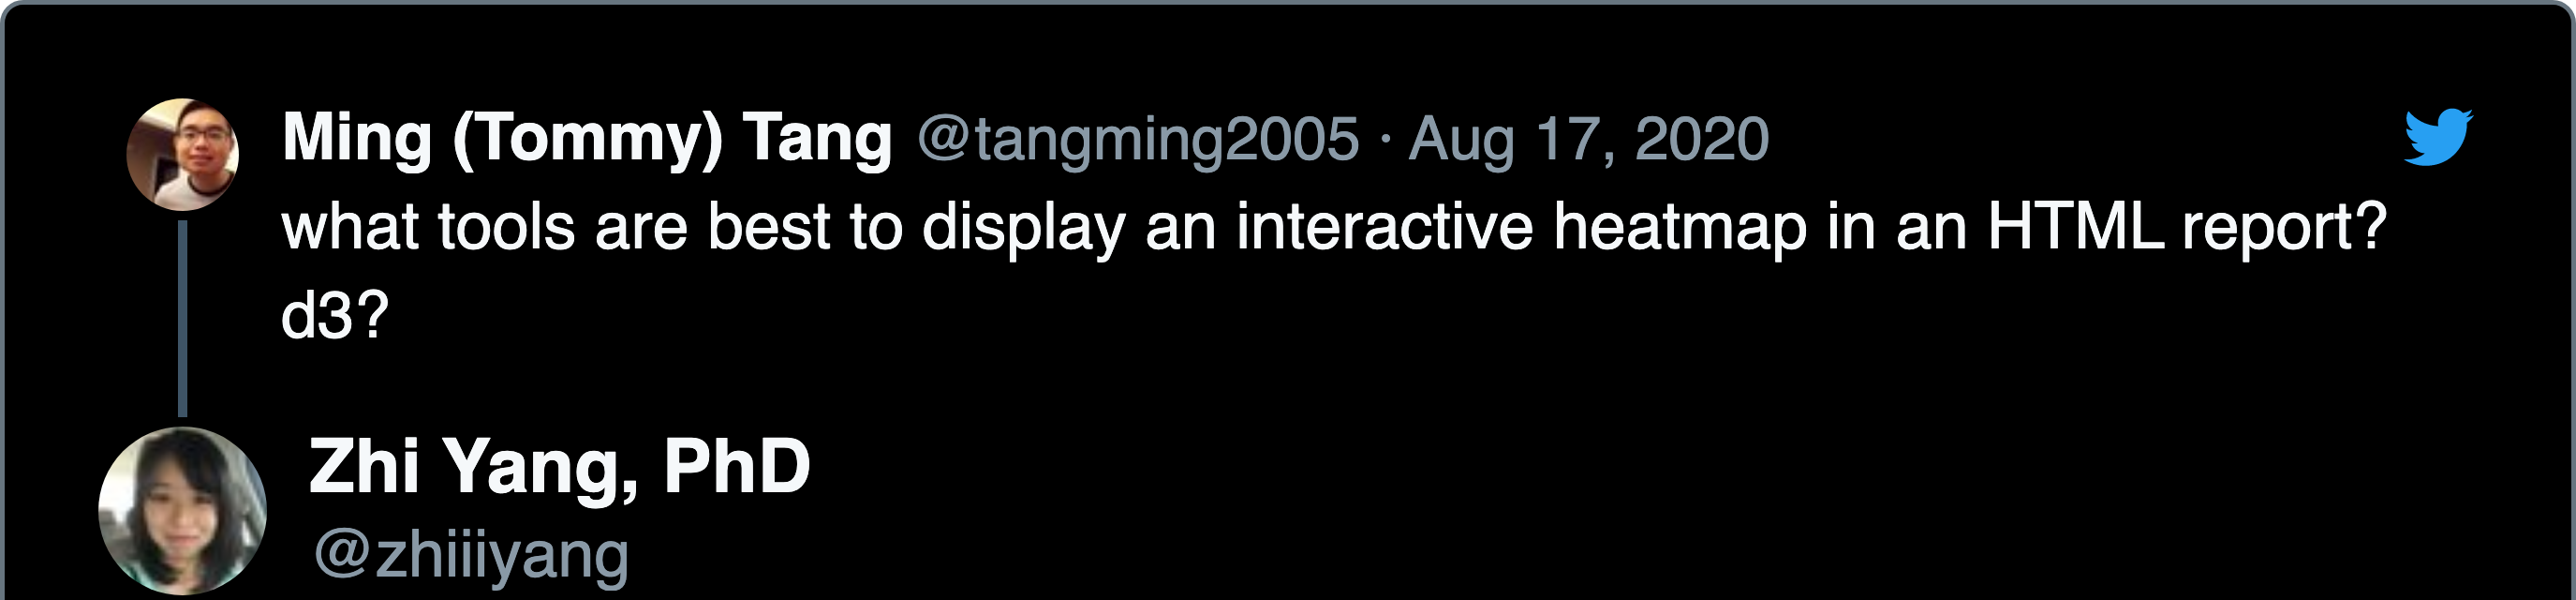 Ming (Tommy) Tang @tangming2005 · Aug 17, 2020
what tools are best to display an interactive heatmap in an HTML report?
d3?
Zhi Yang, PhD
@zhiiiyang